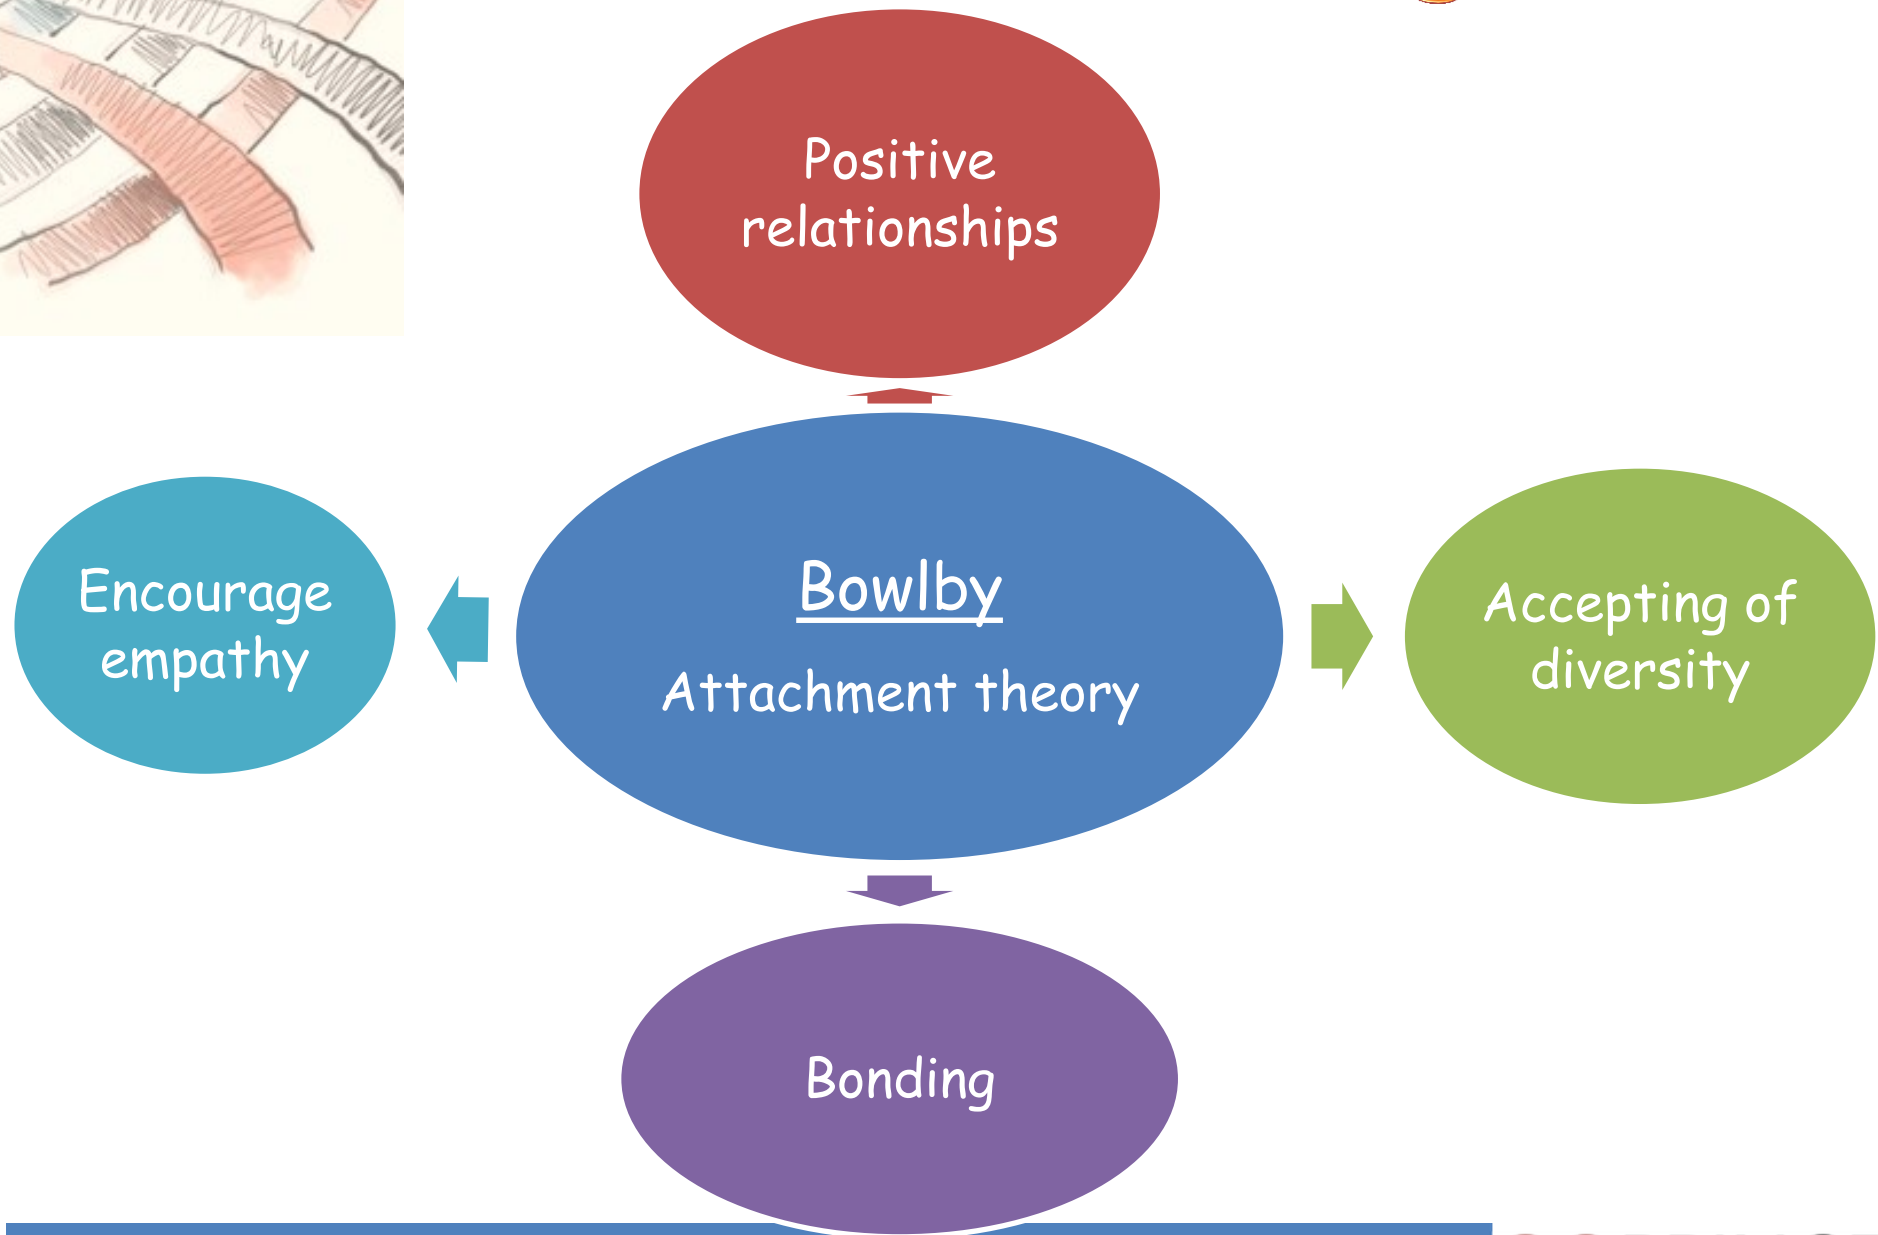 Positive
relationships
Encourage
empathy
Bowlby
Attachment theory
Accepting of
diversity
Bonding